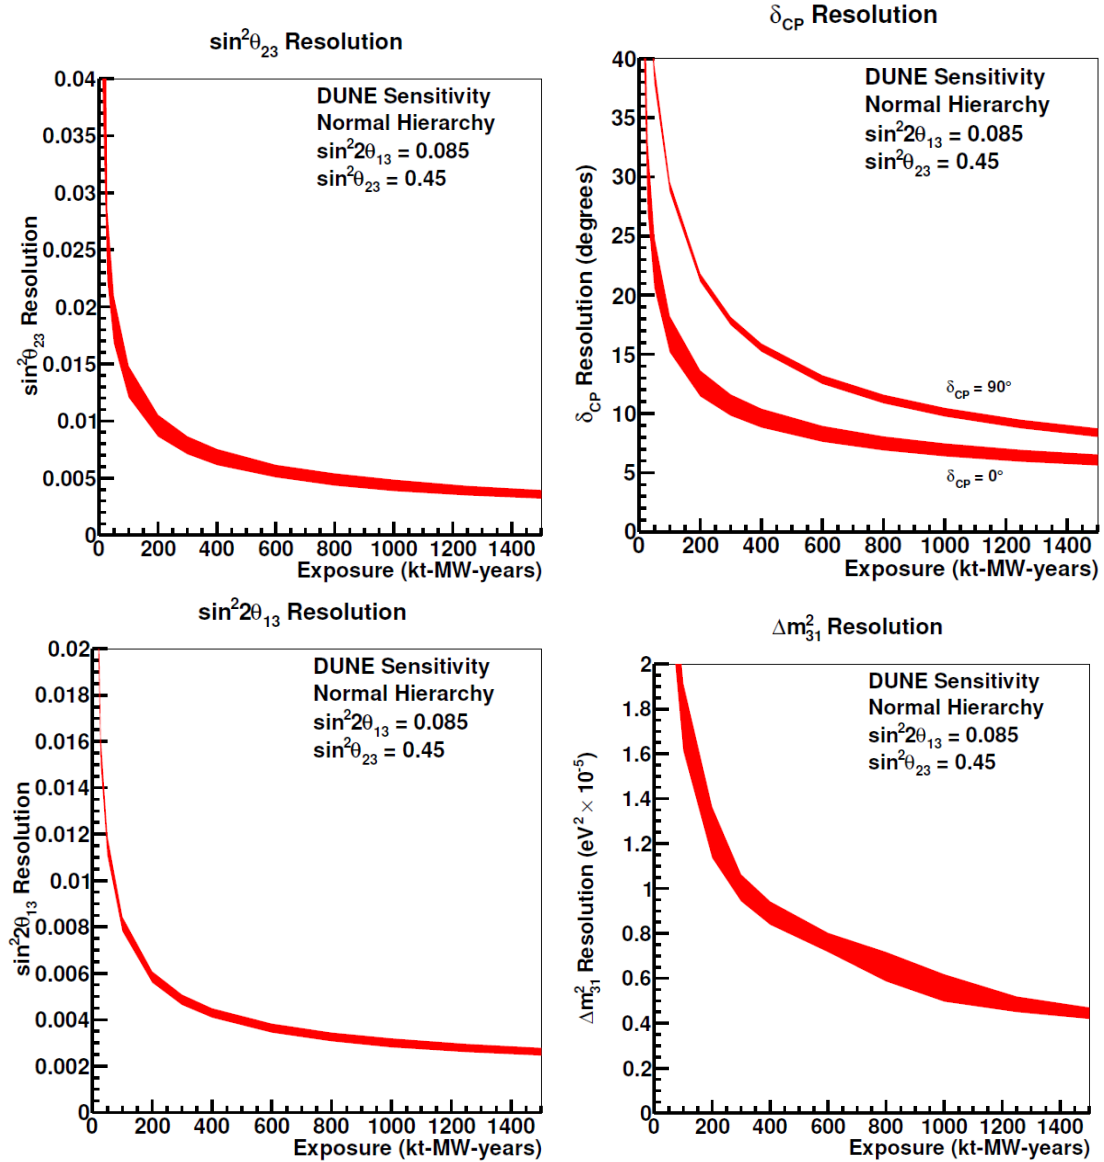 sin²θ₂₃ Resolution
0.04
0.035
0.03
0.025
0.02
0.015
0.01
0.005
0
sin²θ₂₃ Resolution
DUNE Sensitivity
Normal Hierarchy
sin²2θ₁₃ = 0.085
sin²θ₂₃ = 0.45
0 200 400 600 800 1000 1200 1400
Exposure (kt-MW-years)
δ_CP Resolution
40
35
30
25
20
15
10
5
0
δ_CP Resolution (degrees)
DUNE Sensitivity
Normal Hierarchy
sin²2θ₁₃ = 0.085
sin²θ₂₃ = 0.45
δ_CP = 90°
δ_CP = 0°
0 200 400 600 800 1000 1200 1400
Exposure (kt-MW-years)
sin²2θ₁₃ Resolution
0.02
0.018
0.016
0.014
0.012
0.01
0.008
0.006
0.004
0.002
0
sin²2θ₁₃ Resolution
DUNE Sensitivity
Normal Hierarchy
sin²2θ₁₃ = 0.085
sin²θ₂₃ = 0.45
0 200 400 600 800 1000 1200 1400
Exposure (kt-MW-years)
Δm²₃₁ Resolution
2
1.8
1.6
1.4
1.2
1
0.8
0.6
0.4
0.2
0
Δm²₃₁ Resolution (eV² × 10⁻⁵)
DUNE Sensitivity
Normal Hierarchy
sin²2θ₁₃ = 0.085
sin²θ₂₃ = 0.45
0 200 400 600 800 1000 1200 1400
Exposure (kt-MW-years)